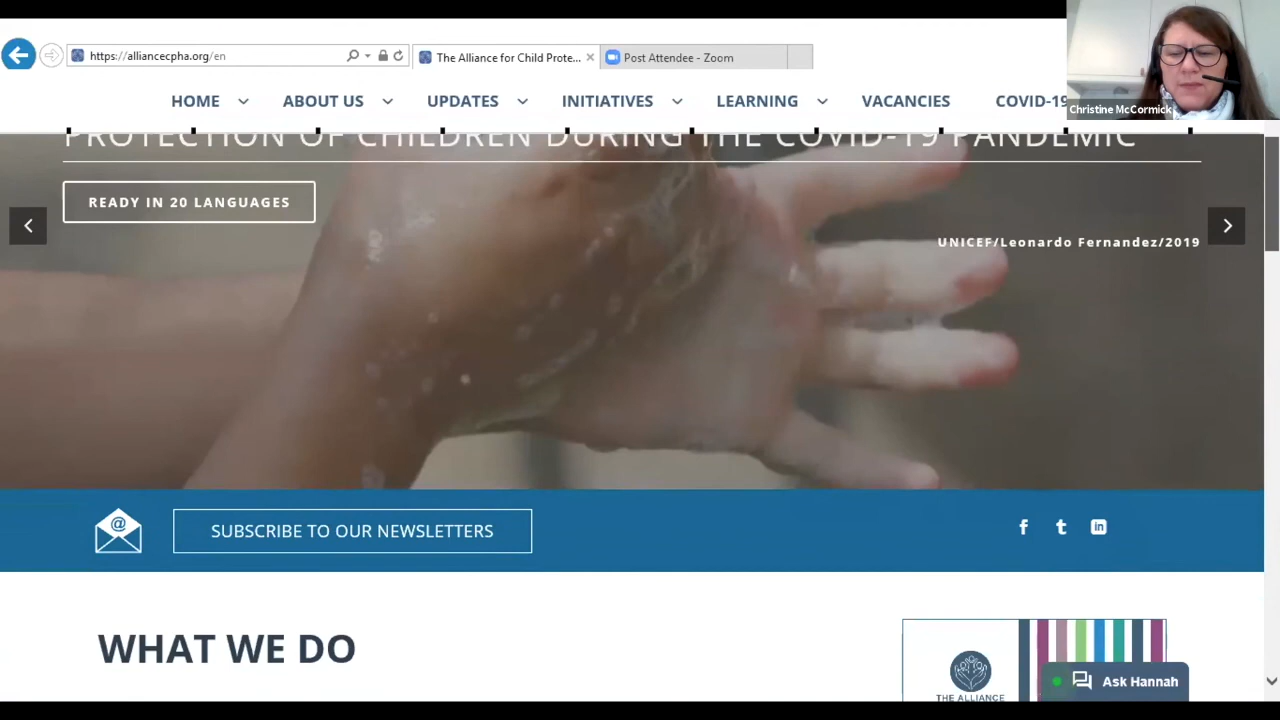 https://alliancecpha.org/en
The Alliance for Child Prote...
Post Attendee - Zoom
HOME
ABOUT US
UPDATES
INITIATIVES
LEARNING
VACANCIES
COVID-19
Christine McCormick
PROTECTION OF CHILDREN DURING THE COVID-19 PANDEMIC
READY IN 20 LANGUAGES
UNICEF/Leonardo Fernandez/2019
@
SUBSCRIBE TO OUR NEWSLETTERS
f t in
WHAT WE DO
THE ALLIANCE
Ask Hannah